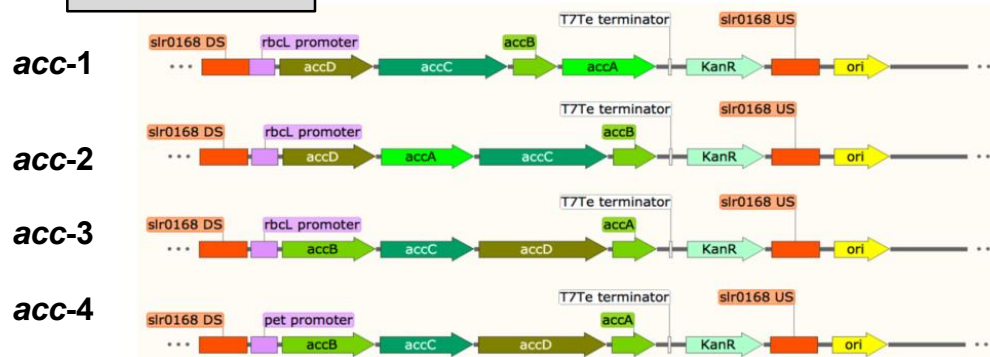 T7Te terminator slr0168 US
slr0168 DS rbcL promoter accB
acc-1 accD accC accA KanR ori
T7Te terminator slr0168 US
slr0168 DS rbcL promoter accB
acc-2 accD accA accC KanR ori
T7Te terminator slr0168 US
slr0168 DS rbcL promoter accA
acc-3 accB accC accD KanR ori
T7Te terminator slr0168 US
slr0168 DS pet promoter accA
acc-4 accB accC accD KanR ori